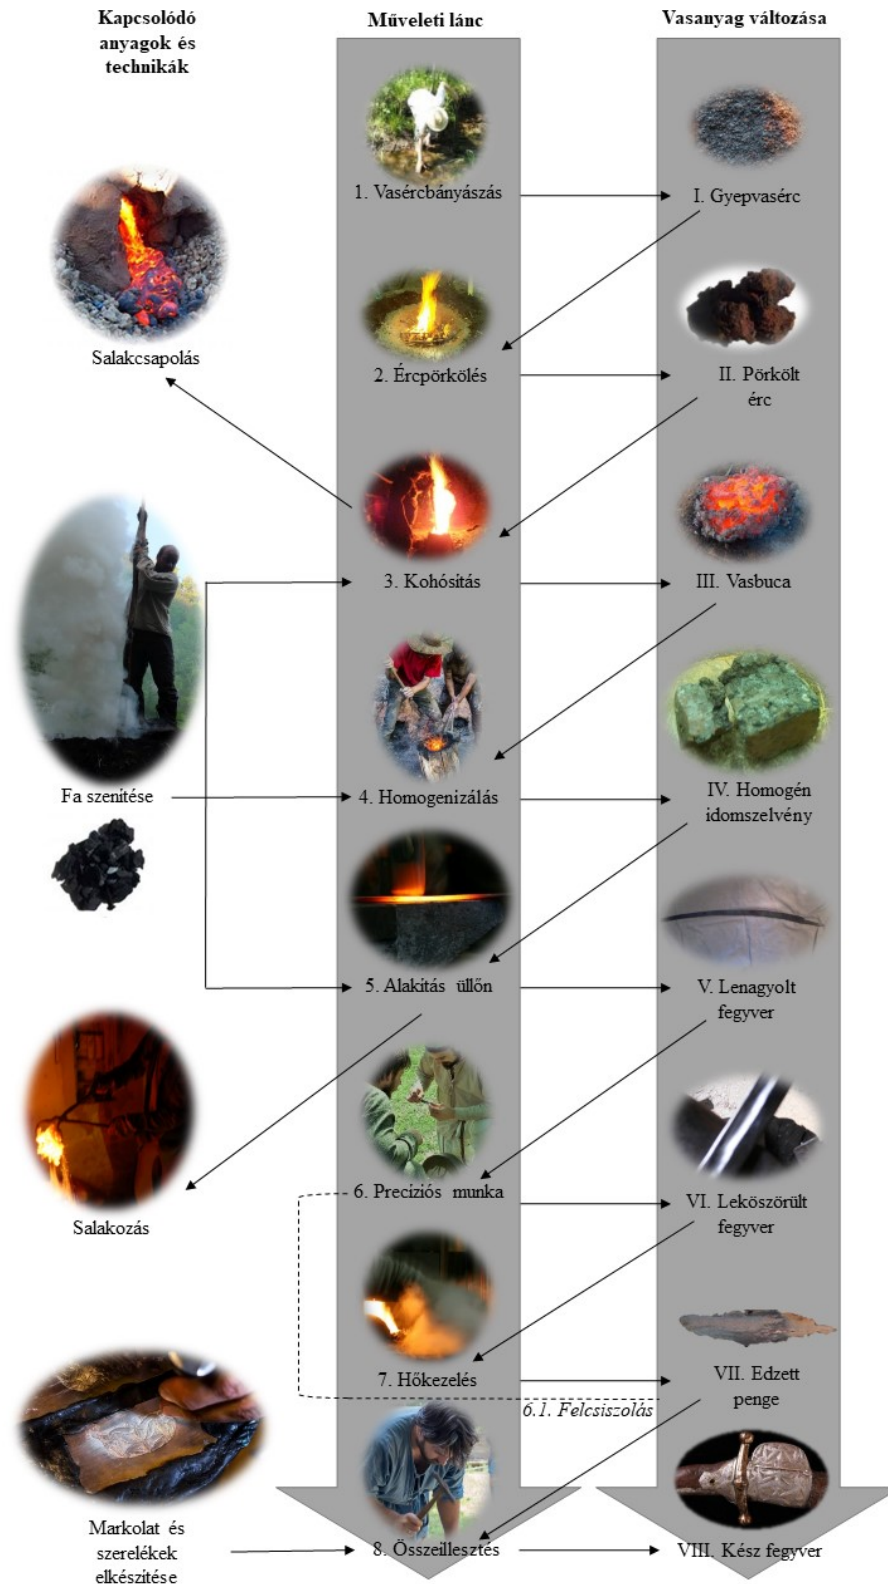 Kapcsolódó
anyagok és
technikák
Műveleti lánc
Vasanyag változása
1. Vasércbányászás
I. Gyepvasérc
Salakcsapolás
2. Ércpörkölés
II. Pörkölt
érc
3. Kohósítás
III. Vasbuca
Fa szenítése
4. Homogenizálás
IV. Homogén
idomszelvény
5. Alakítás üllőn
V. Lenagyolt
fegyver
Salakozás
6. Precíziós munka
VI. Leköszörült
fegyver
7. Hőkezelés
VII. Edzett
penge
6.1. Felcsiszolás
Markolat és
szerelékek
elkészítése
8. Összeillesztés
VIII. Kész fegyver